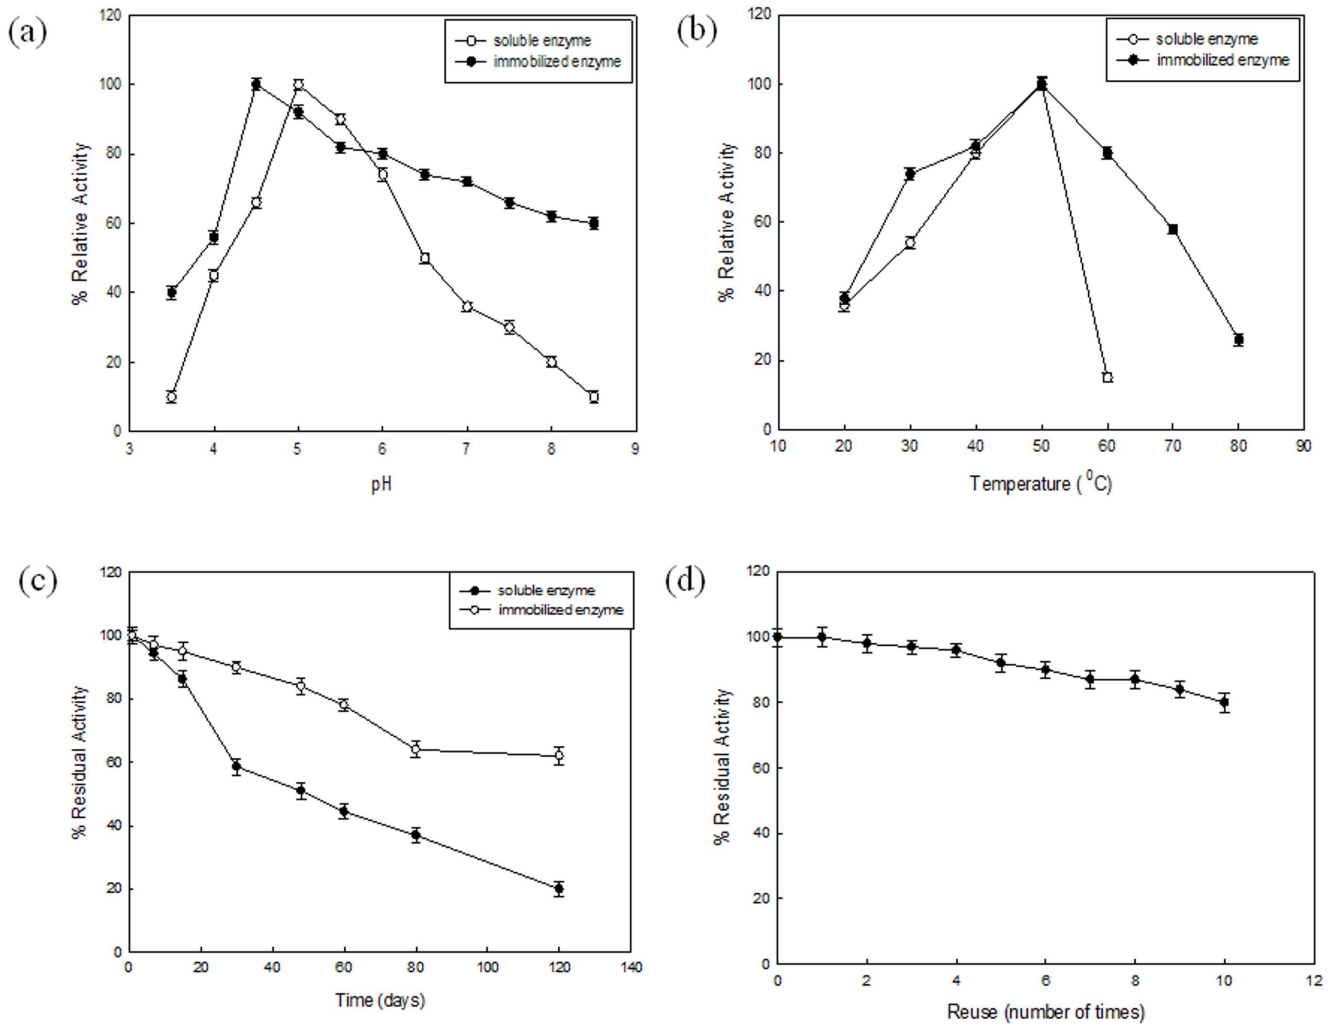 (a)
120
100
80
60
40
20
0
% Relative Activity
soluble enzyme
immobilized enzyme
3 4 5 6 7 8 9
pH
(b)
120
100
80
60
40
20
0
% Relative Activity
soluble enzyme
immobilized enzyme
10 20 30 40 50 60 70 80 90
Temperature ( ⁰C)
(c)
120
100
80
60
40
20
0
% Residual Activity
soluble enzyme
immobilized enzyme
0 20 40 60 80 100 120 140
Time (days)
(d)
120
100
80
60
40
20
0
% Residual Activity
0 2 4 6 8 10 12
Reuse (number of times)